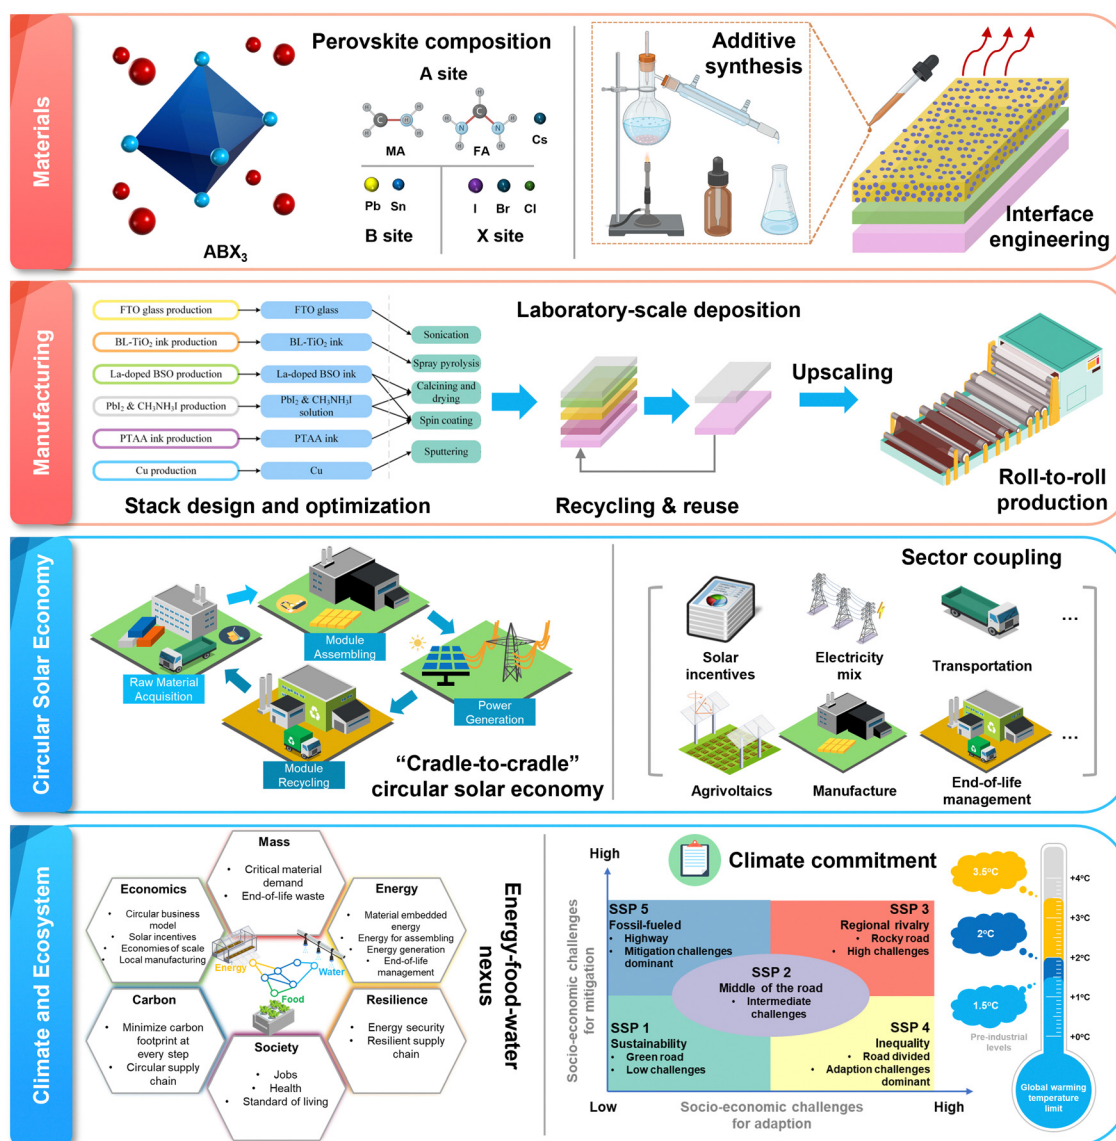 Materials
Perovskite composition
A site
H
H
H
H
H
C
N
H
H
C
N
N
H
H
H
H
MA
FA
Cs
Pb
Sn
I
Br
Cl
B site
X site
ABX₃
Additive
synthesis
Interface
engineering
Manufacturing
FTO glass production
FTO glass
BL-TiO₂ ink production
BL-TiO₂ ink
La-doped BSO production
La-doped BSO ink
PbI₂ & CH₃NH₃I production
PbI₂ & CH₃NH₃I
solution
PTAA ink production
PTAA ink
Cu production
Cu
Sonication
Spray pyrolysis
Calcining and
drying
Spin coating
Sputtering
Stack design and optimization
Laboratory-scale deposition
Recycling & reuse
Upscaling
Roll-to-roll
production
Circular Solar Economy
Raw Material
Acquisition
Module
Assembling
Power
Generation
Module
Recycling
“Cradle-to-cradle”
circular solar economy
Sector coupling
Solar
incentives
Electricity
mix
Transportation
...
Agrivoltaics
Manufacture
End-of-life
management
...
Climate and Ecosystem
Mass
• Critical material
demand
• End-of-life waste
Economics
• Circular business
model
• Solar incentives
• Economies of scale
• Local manufacturing
Energy
• Material embedded
energy
• Energy for assembling
• Energy generation
• End-of-life
management
Energy
Water
Food
Carbon
• Minimize carbon
footprint at
every step
• Circular supply
chain
Resilience
• Energy security
• Resilient supply
chain
Society
• Jobs
• Health
• Standard of living
Energy-food-water
nexus
Climate commitment
High
Socio-economic challenges
for mitigation
SSP 5
Fossil-fueled
• Highway
• Mitigation challenges
dominant
SSP 3
Regional rivalry
• Rocky road
• High challenges
SSP 2
Middle of the road
• Intermediate
challenges
SSP 1
Sustainability
• Green road
• Low challenges
SSP 4
Inequality
• Road divided
• Adaption challenges
dominant
Low
Socio-economic challenges
for adaption
High
3.5°C
2°C
1.5°C
Pre-industrial
levels
+4°C
+3°C
+2°C
+1°C
+0°C
Global warming
temperature
limit